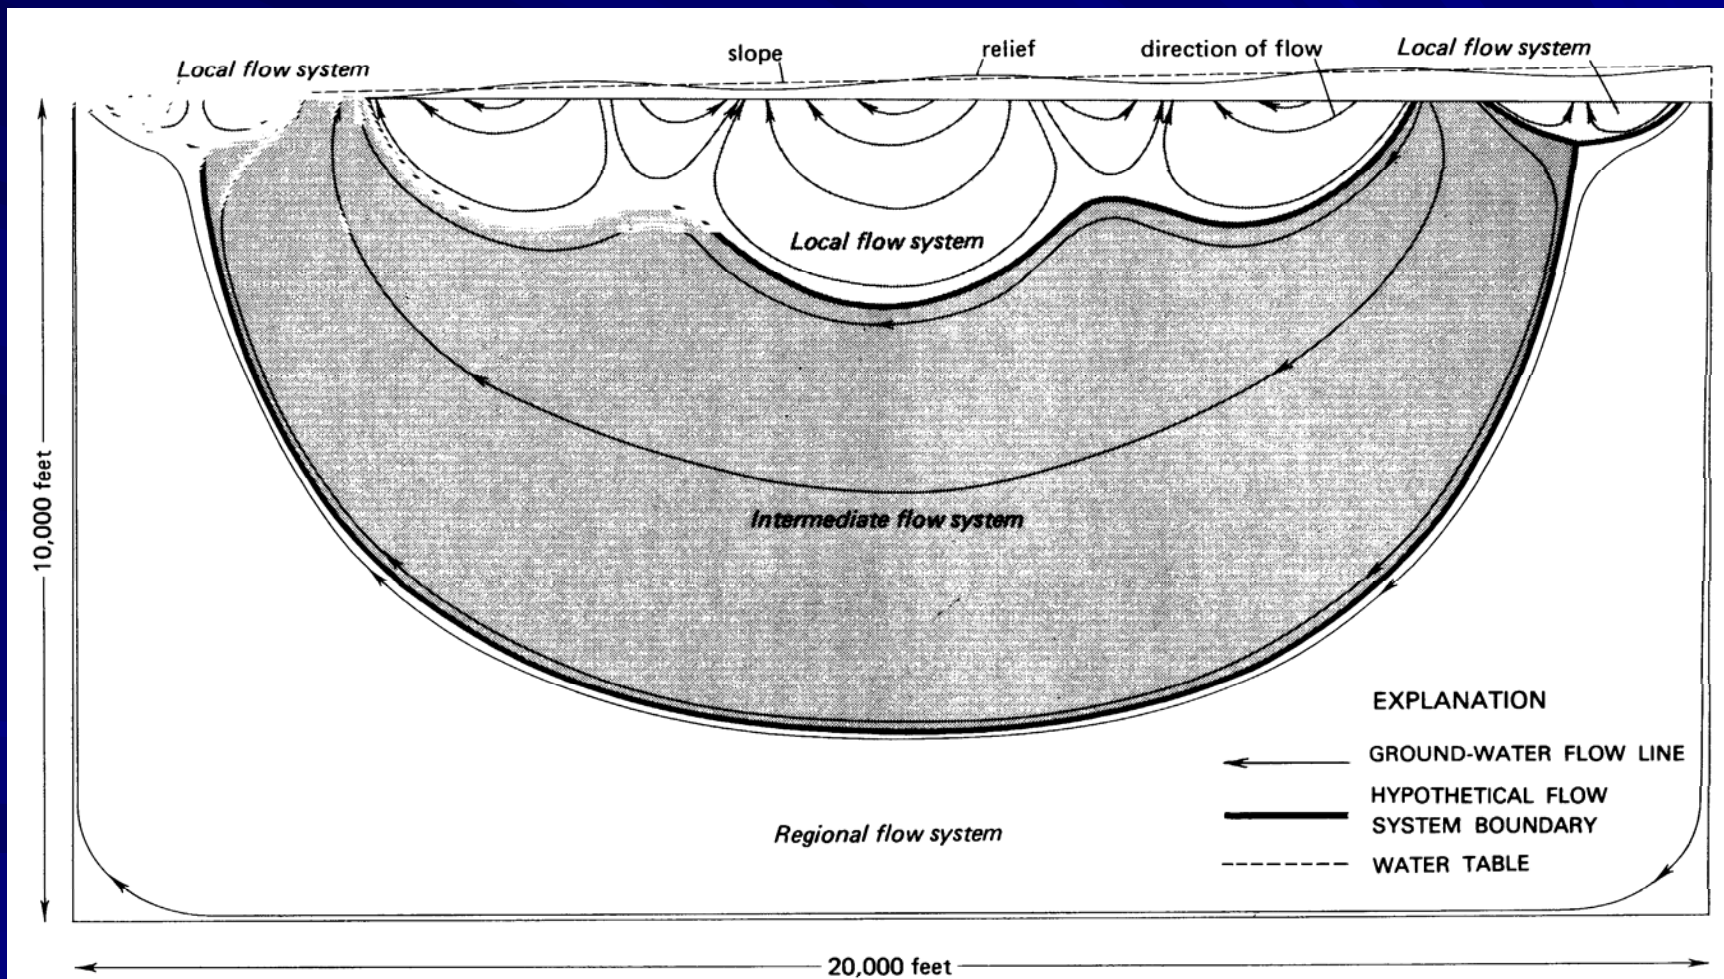 Local flow system
slope
relief
direction of flow
Local flow system
Local flow system
10,000 feet
Intermediate flow system
EXPLANATION
GROUND-WATER FLOW LINE
HYPOTHETICAL FLOW
SYSTEM BOUNDARY
WATER TABLE
Regional flow system
20,000 feet